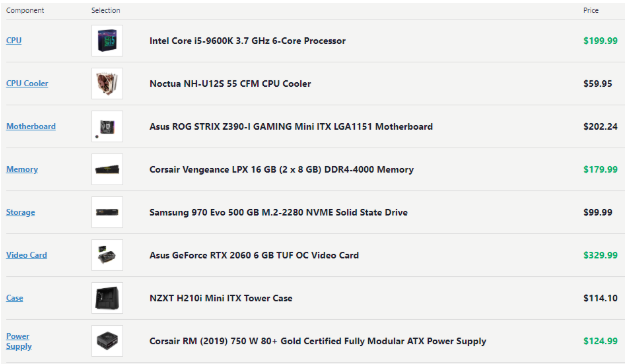 Component Selection Price
CPU Intel Core i5-9600K 3.7 GHz 6-Core Processor $199.99
CPU Cooler Noctua NH-U12S 55 CFM CPU Cooler $59.95
Motherboard Asus ROG STRIX Z390-I GAMING Mini ITX LGA1151 Motherboard $202.24
Memory Corsair Vengeance LPX 16 GB (2 x 8 GB) DDR4-4000 Memory $179.99
Storage Samsung 970 Evo 500 GB M.2-2280 NVME Solid State Drive $99.99
Video Card Asus GeForce RTX 2060 6 GB TUF OC Video Card $329.99
Case NZXT H210i Mini ITX Tower Case $114.10
Power Supply Corsair RM (2019) 750 W 80+ Gold Certified Fully Modular ATX Power Supply $124.99